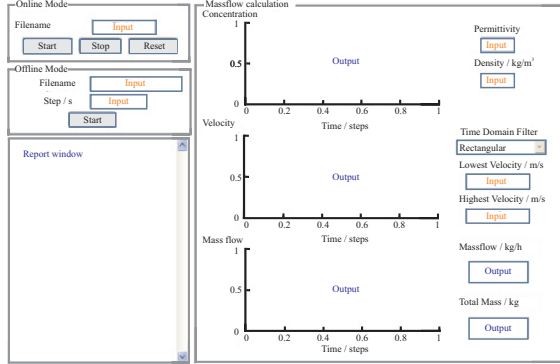 Online Mode
Filename
Input
Start
Stop
Reset
Offline Mode
Filename
Input
Step / s
Input
Start
Report window
Massflow calculation
Concentration
1
0.5
0
Output
0
0.2
0.4
0.6
0.8
1
Time / steps
Permittivity
Input
Density / kg/m³
Input
Velocity
1
0.5
0
Output
0
0.2
0.4
0.6
0.8
1
Time / steps
Time Domain Filter
Rectangular
Lowest Velocity / m/s
Input
Highest Velocity / m/s
Input
Mass flow
1
0.5
0
Output
0
0.2
0.4
0.6
0.8
1
Time / steps
Massflow / kg/h
Output
Total Mass / kg
Output